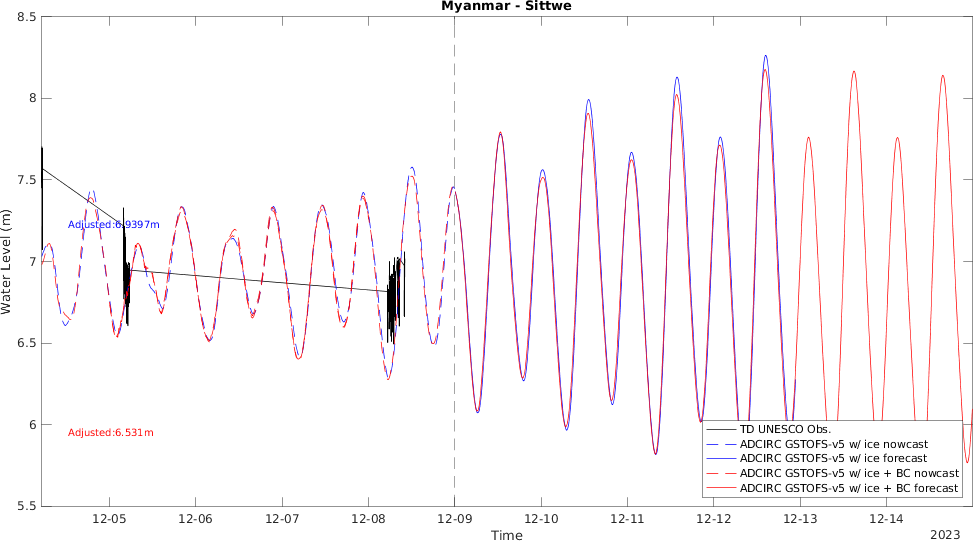 Myanmar - Sittwe
8.5
8
7.5
7
6.5
6
5.5
Water Level (m)
Adjusted:6.9397m
Adjusted:6.531m
TD UNESCO Obs.
ADCIRC GSTOFS-v5 w/ ice nowcast
ADCIRC GSTOFS-v5 w/ ice forecast
ADCIRC GSTOFS-v5 w/ ice + BC nowcast
ADCIRC GSTOFS-v5 w/ ice + BC forecast
12-05 12-06 12-07 12-08 12-09 12-10 12-11 12-12 12-13 12-14
Time
2023